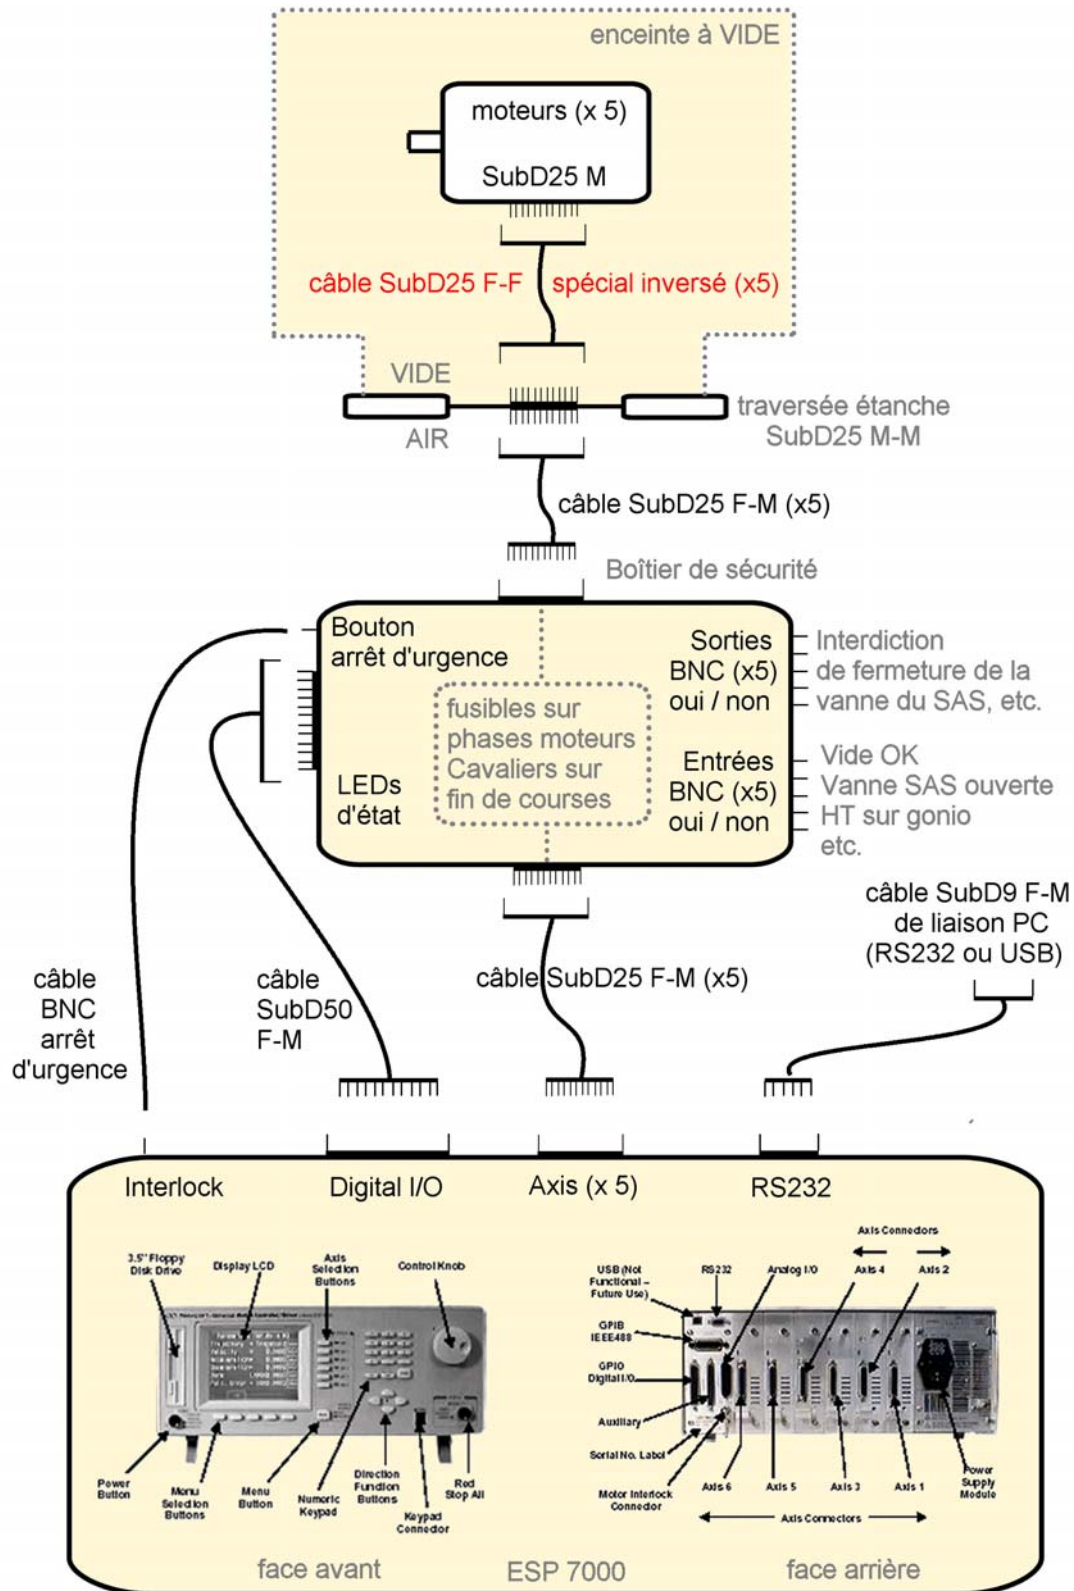 enceinte à VIDE
moteurs (x 5)
SubD25 M
câble SubD25 F-F
spécial inversé (x5)
VIDE
AIR
traversée étanche
SubD25 M-M
câble SubD25 F-M (x5)
Boîtier de sécurité
Bouton
arrêt d'urgence
Sorties
BNC (x5)
oui / non
Interdiction
de fermeture de la
vanne du SAS, etc.
fusibles sur
phases moteurs
Cavaliers sur
fin de courses
LEDs
d'état
Entrées
BNC (x5)
oui / non
Vide OK
Vanne SAS ouverte
HT sur gonio
etc.
câble SubD9 F-M
de liaison PC
(RS232 ou USB)
câble
BNC
arrêt
d'urgence
câble
SubD50
F-M
câble SubD25 F-M (x5)
Interlock
Digital I/O
Axis (x 5)
RS232
3.5" Floppy
Disk Drive
Display LCD
Axis
Selection
Buttons
Control Knob
Power
Button
Menu
Selection
Buttons
Menu
Button
Numeric
Keypad
Direction
Function
Buttons
Keypad
Connector
Red
Stop All
Axis Connectors
USB (Not
Functional –
Future Use)
RS232
Analog I/O
Axis 4
Axis 2
GPIB
IEEE488
GPIO
Digital I/O
Auxiliary
Serial No. Label
Motor Interlock
Connector
Axis 6
Axis 5
Axis 3
Axis 1
Power
Supply
Module
Axis Connectors
face avant
ESP 7000
face arrière